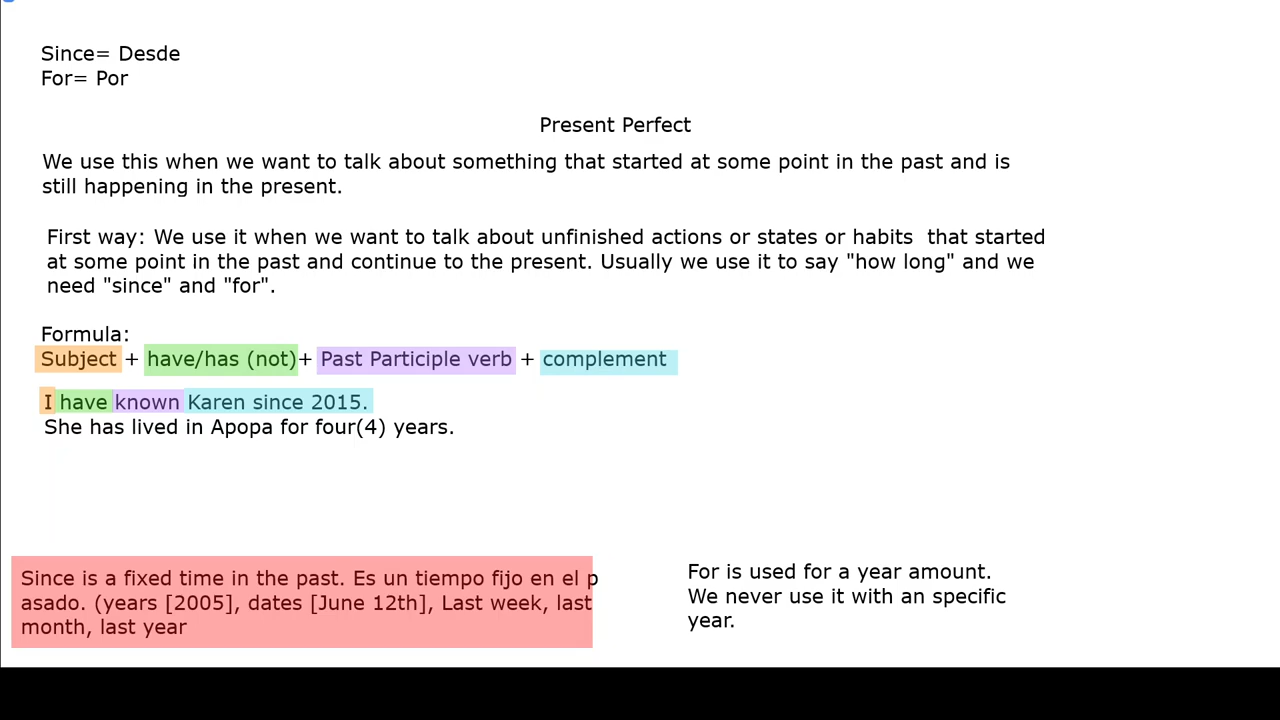 Since= Desde
For= Por
Present Perfect
We use this when we want to talk about something that started at some point in the past and is
still happening in the present.
First way: We use it when we want to talk about unfinished actions or states or habits  that started
at some point in the past and continue to the present. Usually we use it to say "how long" and we
need "since" and "for".
Formula:
Subject + have/has (not)+ Past Participle verb + complement
I have known Karen since 2015.
She has lived in Apopa for four(4) years.
Since is a fixed time in the past. Es un tiempo fijo en el p
asado. (years [2005], dates [June 12th], Last week, last
month, last year
For is used for a year amount.
We never use it with an specific
year.